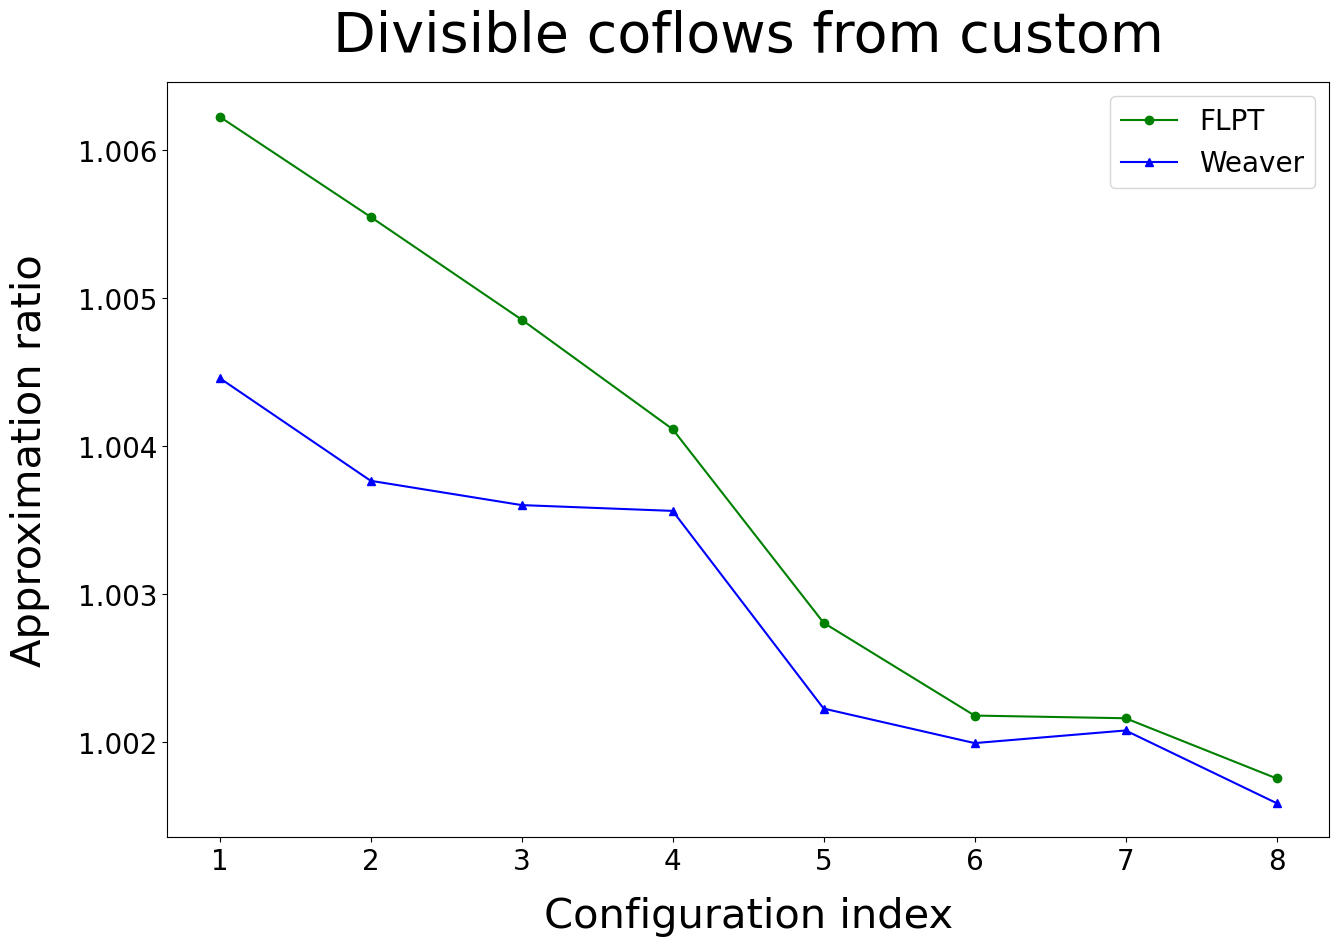 Divisible coflows from custom
FLPT
Weaver
Approximation ratio
1.006
1.005
1.004
1.003
1.002
1 2 3 4 5 6 7 8
Configuration index